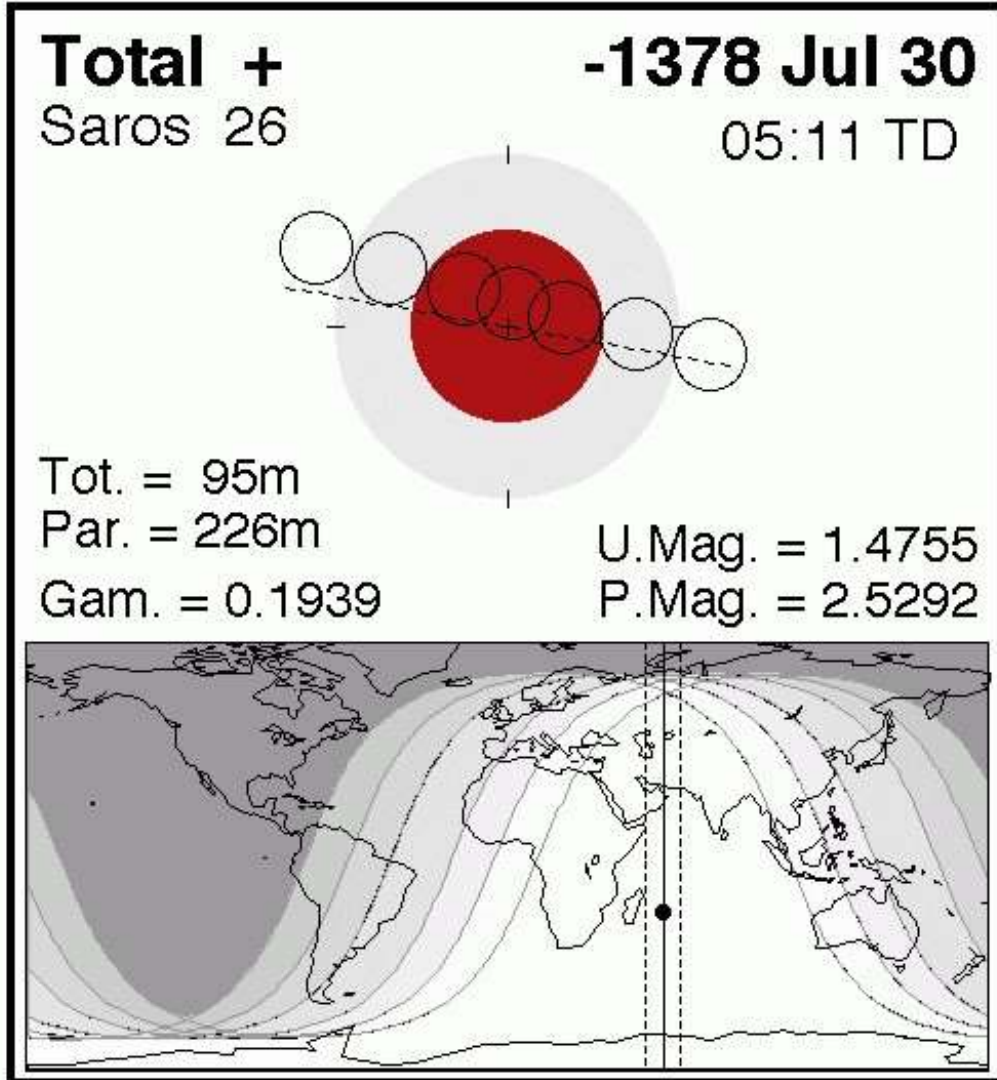 Total + -1378 Jul 30
Saros 26 05:11 TD
Tot. = 95m
Par. = 226m
U.Mag. = 1.4755
Gam. = 0.1939
P.Mag. = 2.5292